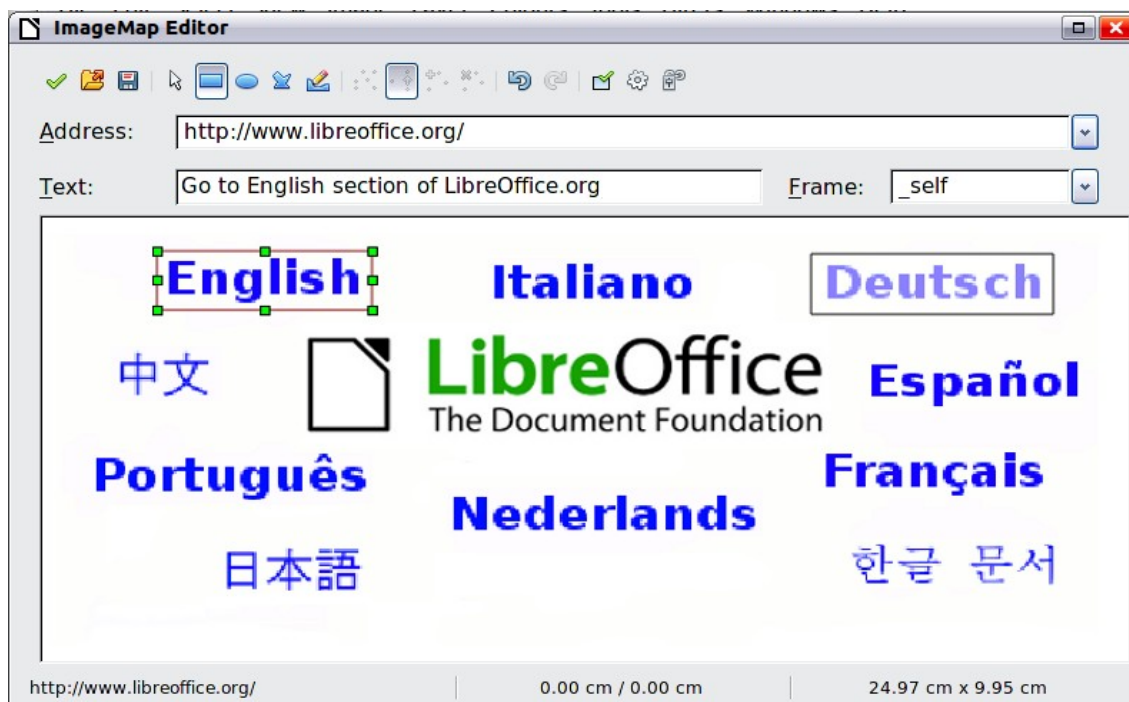 ImageMap Editor
Address: http://www.libreoffice.org/
Text: Go to English section of LibreOffice.org Frame: _self
English Italiano Deutsch
中文 LibreOffice Español
The Document Foundation
Português Français
Nederlands
日本語 한글 문서
http://www.libreoffice.org/ 0.00 cm / 0.00 cm 24.97 cm x 9.95 cm